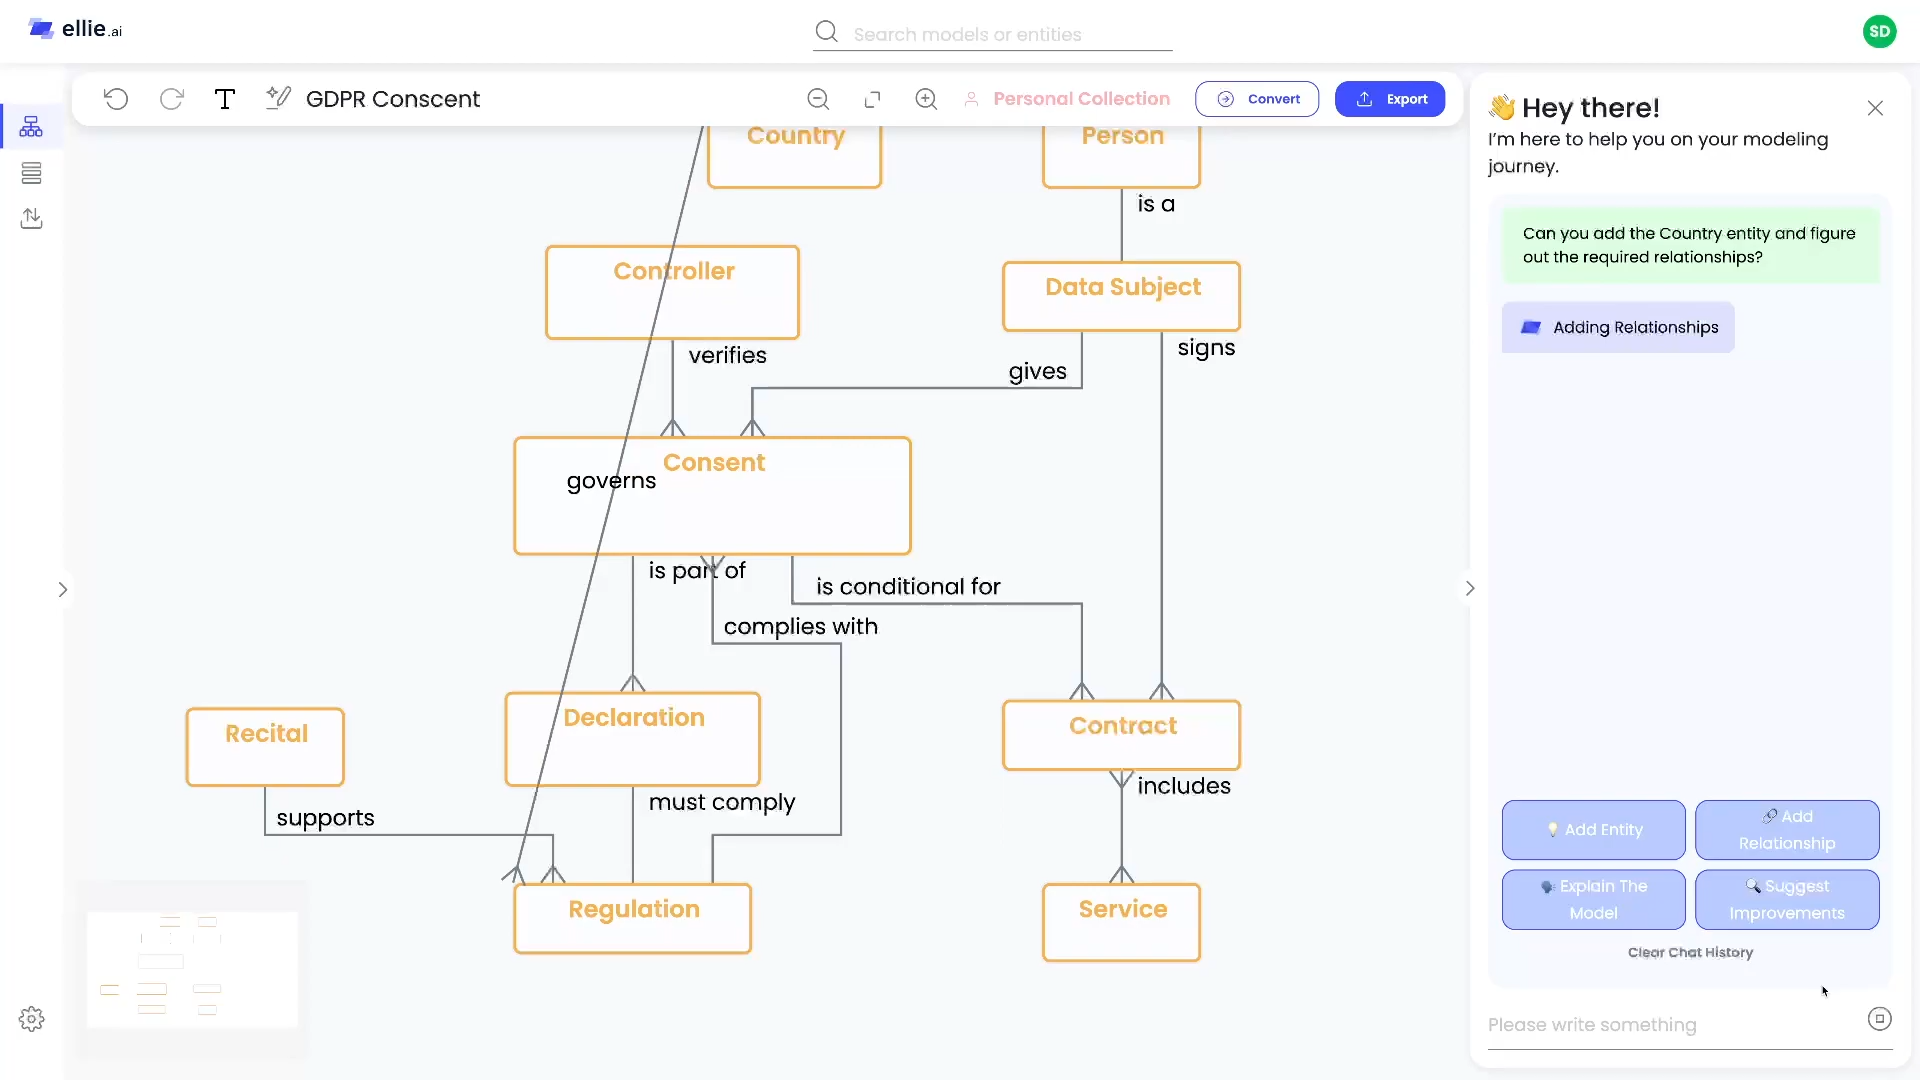 ellie.ai
Search models or entities
SD
GDPR Conscent
Personal Collection
Convert
Export
Country
Person
is a
Controller
Data Subject
verifies
signs
gives
Consent
governs
is part of
is conditional for
complies with
Recital
Declaration
Contract
must comply
includes
supports
Regulation
Service
👋 Hey there!
I'm here to help you on your modeling
journey.
Can you add the Country entity and figure
out the required relationships?
Adding Relationships
💡 Add Entity
🔗 Add
Relationship
🗣️ Explain The
Model
🔍 Suggest
Improvements
Clear Chat History
Please write something